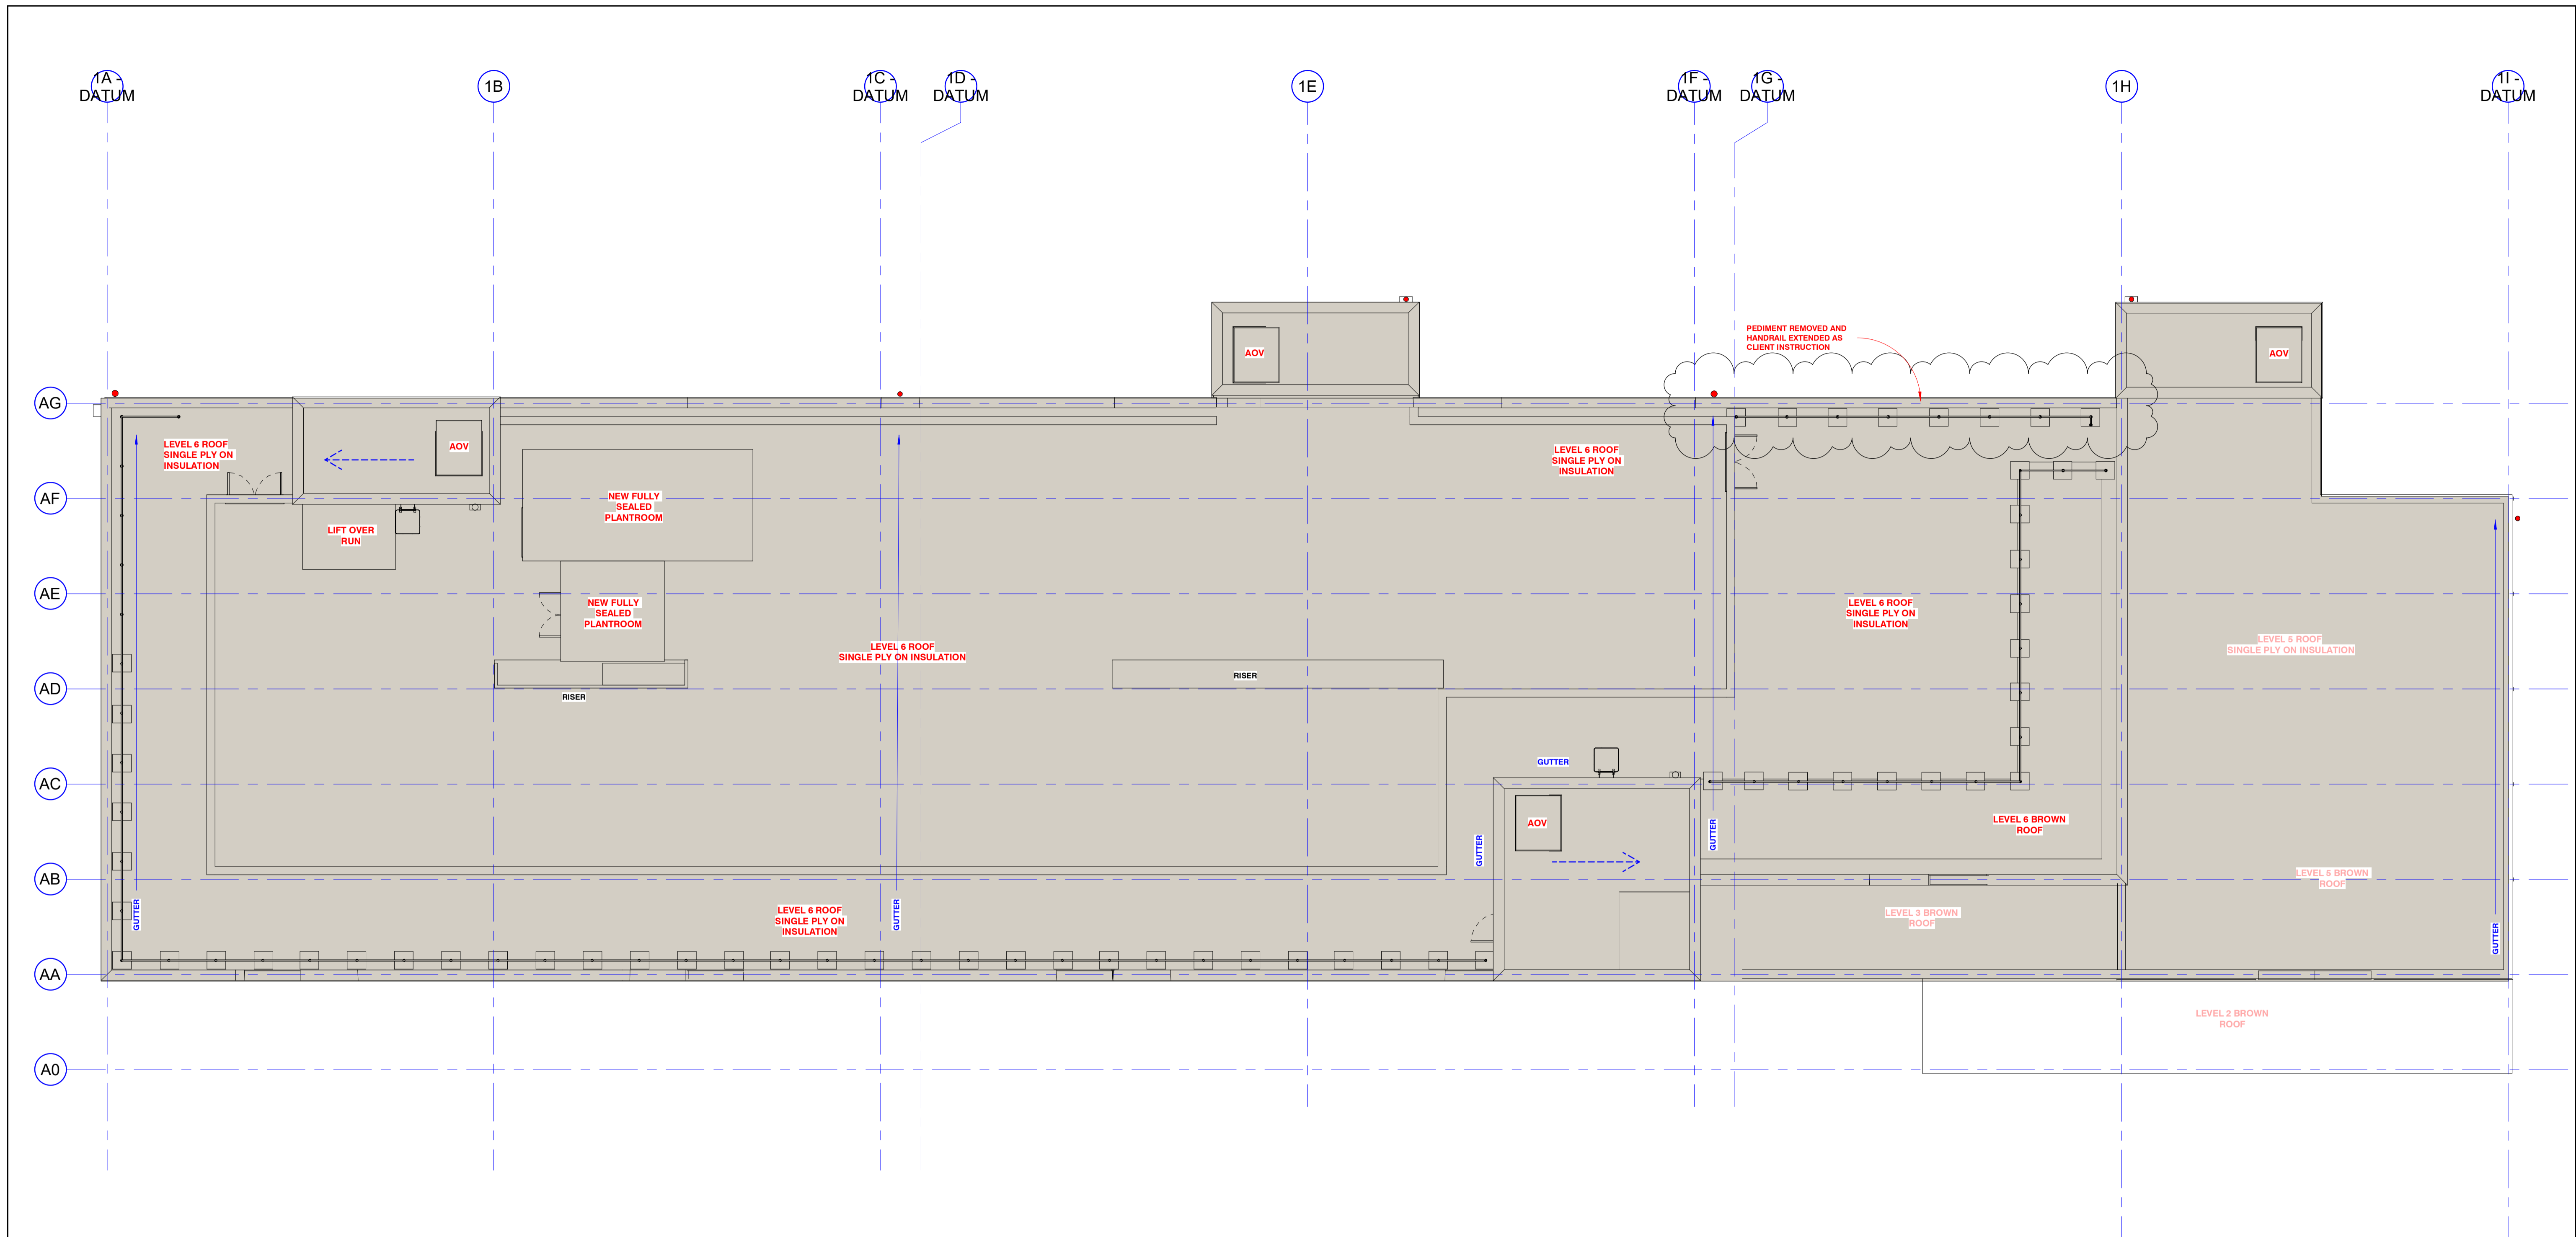 1A -
DATUM
1B
1C -
DATUM
1D -
DATUM
1E
1F -
DATUM
1G -
DATUM
1H
1I -
DATUM
AOV
PEDIMENT REMOVED AND
HANDRAIL EXTENDED AS
CLIENT INSTRUCTION
AOV
AG
LEVEL 6 ROOF
SINGLE PLY ON
INSULATION
AOV
LEVEL 6 ROOF
SINGLE PLY ON
INSULATION
AF
NEW FULLY
SEALED
PLANTROOM
LIFT OVER
RUN
AE
NEW FULLY
SEALED
PLANTROOM
LEVEL 6 ROOF
SINGLE PLY ON
INSULATION
LEVEL 6 ROOF
SINGLE PLY ON INSULATION
LEVEL 5 ROOF
SINGLE PLY ON INSULATION
AD
RISER
RISER
AC
GUTTER
AOV
GUTTER
GUTTER
LEVEL 6 BROWN
ROOF
AB
LEVEL 5 BROWN
ROOF
GUTTER
LEVEL 6 ROOF
SINGLE PLY ON
INSULATION
GUTTER
LEVEL 3 BROWN
ROOF
GUTTER
AA
LEVEL 2 BROWN
ROOF
A0